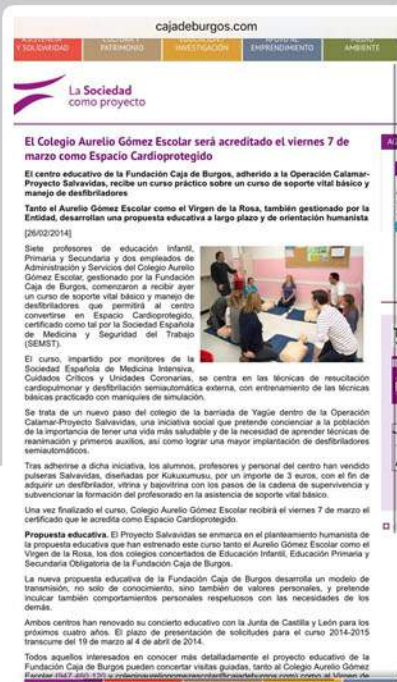 cajadeburgos.com
Y SOLIDARIDAD
PATRIMONIO
INVESTIGACIÓN
EMPRENDIMIENTO
AMBIENTE
La Sociedad
como proyecto
El Colegio Aurelio Gómez Escolar será acreditado el viernes 7 de
marzo como Espacio Cardioprotegido
El centro educativo de la Fundación Caja de Burgos, adherido a la Operación Calamar-
Proyecto Salvavidas, recibe un curso práctico sobre un curso de soporte vital básico y
manejo de desfibriladores
Tanto el Aurelio Gómez Escolar como el Virgen de la Rosa, también gestionado por la
Entidad, desarrollan una propuesta educativa a largo plazo y de orientación humanista
[26/02/2014]
Siete profesores de educación Infantil,
Primaria y Secundaria y dos empleados de
Administración y Servicios del Colegio Aurelio
Gómez Escolar, gestionado por la Fundación
Caja de Burgos, comenzaron a recibir ayer
un curso de soporte vital básico y manejo de
desfibriladores que permitirá al centro
convertirse en Espacio Cardioprotegido,
certificado como tal por la Sociedad Española
de Medicina y Seguridad del Trabajo
(SEMST).
El curso, impartido por monitores de la
Sociedad Española de Medicina Intensiva,
Cuidados Críticos y Unidades Coronarias, se centra en las técnicas de resucitación
cardiopulmonar y desfibrilación semiautomática externa, con entrenamiento de las técnicas
básicas practicado con maniquíes de simulación.
Se trata de un nuevo paso del colegio de la barriada de Yagüe dentro de la Operación
Calamar-Proyecto Salvavidas, una iniciativa social que pretende concienciar a la población
de la importancia de tener una vida más saludable y de la necesidad de aprender técnicas de
reanimación y primeros auxilios, así como lograr una mayor implantación de desfibriladores
semiautomáticos.
Tras adherirse a dicha iniciativa, los alumnos, profesores y personal del centro han vendido
pulseras Salvavidas, diseñadas por Kukuxumusu, por un importe de 3 euros, con el fin de
adquirir un desfibrilador, vitrina y bajovitrina con los pasos de la cadena de supervivencia y
subvencionar la formación del profesorado en la asistencia de soporte vital básico.
Una vez finalizado el curso, Colegio Aurelio Gómez Escolar recibirá el viernes 7 de marzo el
certificado que le acredita como Espacio Cardioprotegido.
Propuesta educativa. El Proyecto Salvavidas se enmarca en el planteamiento humanista de
la propuesta educativa que han estrenado este curso tanto el Aurelio Gómez Escolar como el
Virgen de la Rosa, los dos colegios concertados de Educación Infantil, Educación Primaria y
Secundaria Obligatoria de la Fundación Caja de Burgos.
La nueva propuesta educativa de la Fundación Caja de Burgos desarrolla un modelo de
transmisión, no solo de conocimiento, sino también de valores personales, y pretende
inculcar también comportamientos personales respetuosos con las necesidades de los
demás.
Ambos centros han renovado su concierto educativo con la Junta de Castilla y León para los
próximos cuatro años. El plazo de presentación de solicitudes para el curso 2014-2015
transcurre del 19 de marzo al 4 de abril de 2014.
Todos aquellos interesados en conocer más detalladamente el proyecto educativo de la
Fundación Caja de Burgos pueden concertar visitas guiadas, tanto al Colegio Aurelio Gómez